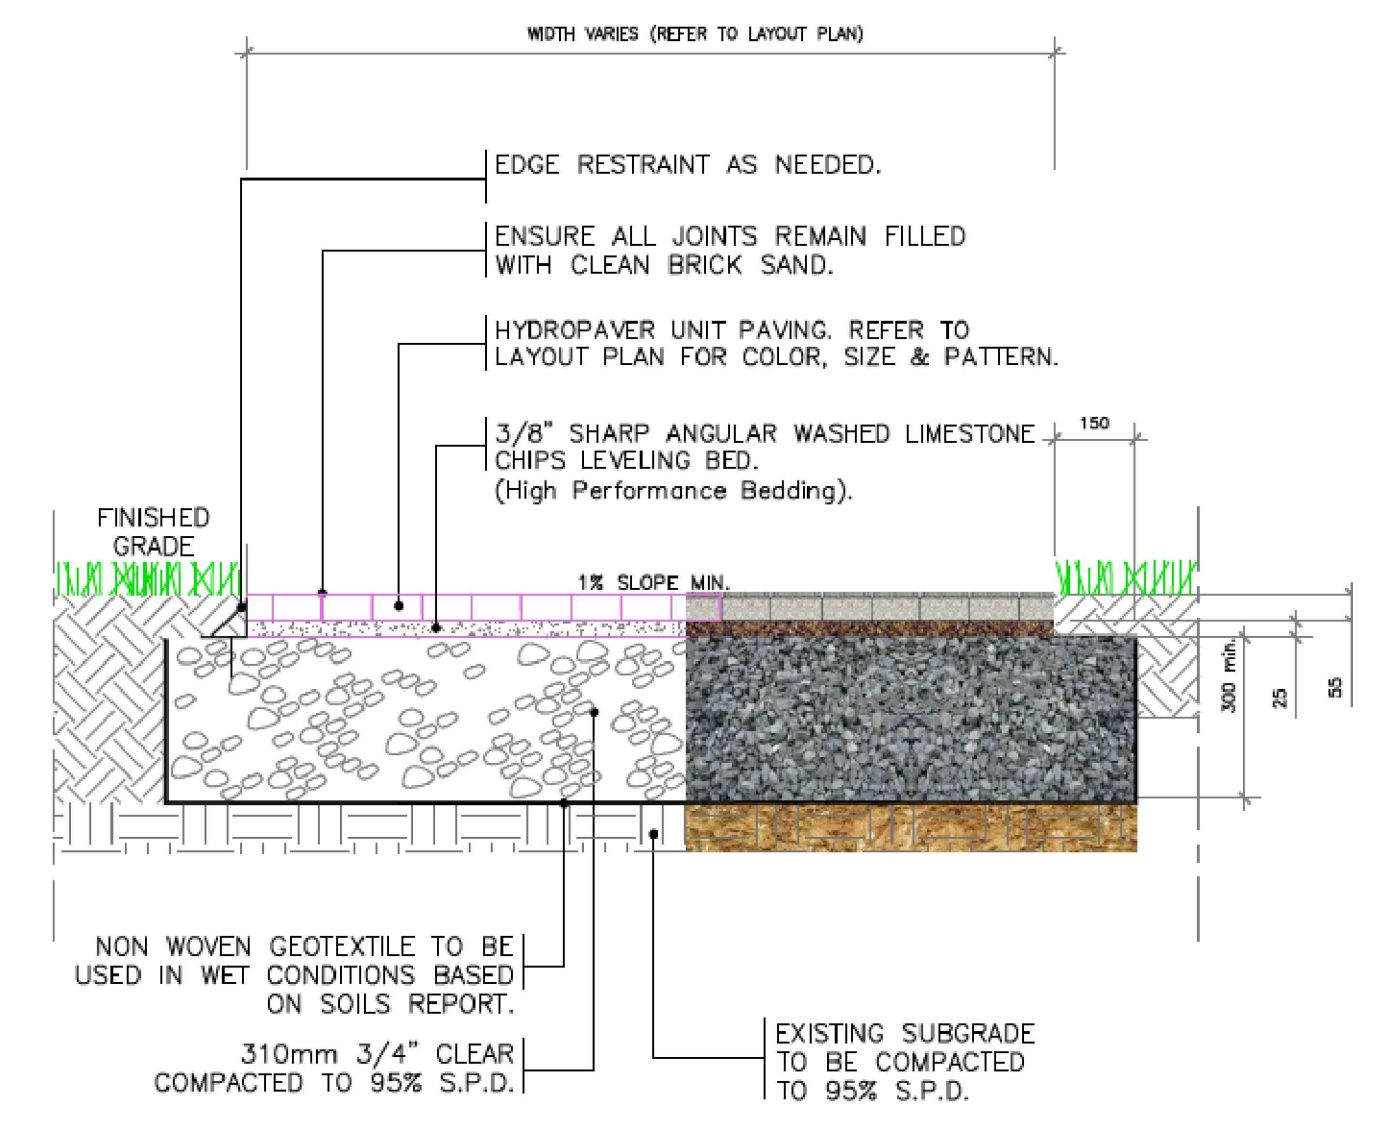 WIDTH VARIES (REFER TO LAYOUT PLAN)
EDGE RESTRAINT AS NEEDED.
ENSURE ALL JOINTS REMAIN FILLED
WITH CLEAN BRICK SAND.
HYDROPAVER UNIT PAVING. REFER TO
LAYOUT PLAN FOR COLOR, SIZE & PATTERN.
3/8" SHARP ANGULAR WASHED LIMESTONE
CHIPS LEVELING BED.
(High Performance Bedding).
150
FINISHED
GRADE
1% SLOPE MIN.
300 min.
25
55
NON WOVEN GEOTEXTILE TO BE
USED IN WET CONDITIONS BASED
ON SOILS REPORT.
310mm 3/4" CLEAR
COMPACTED TO 95% S.P.D.
EXISTING SUBGRADE
TO BE COMPACTED
TO 95% S.P.D.